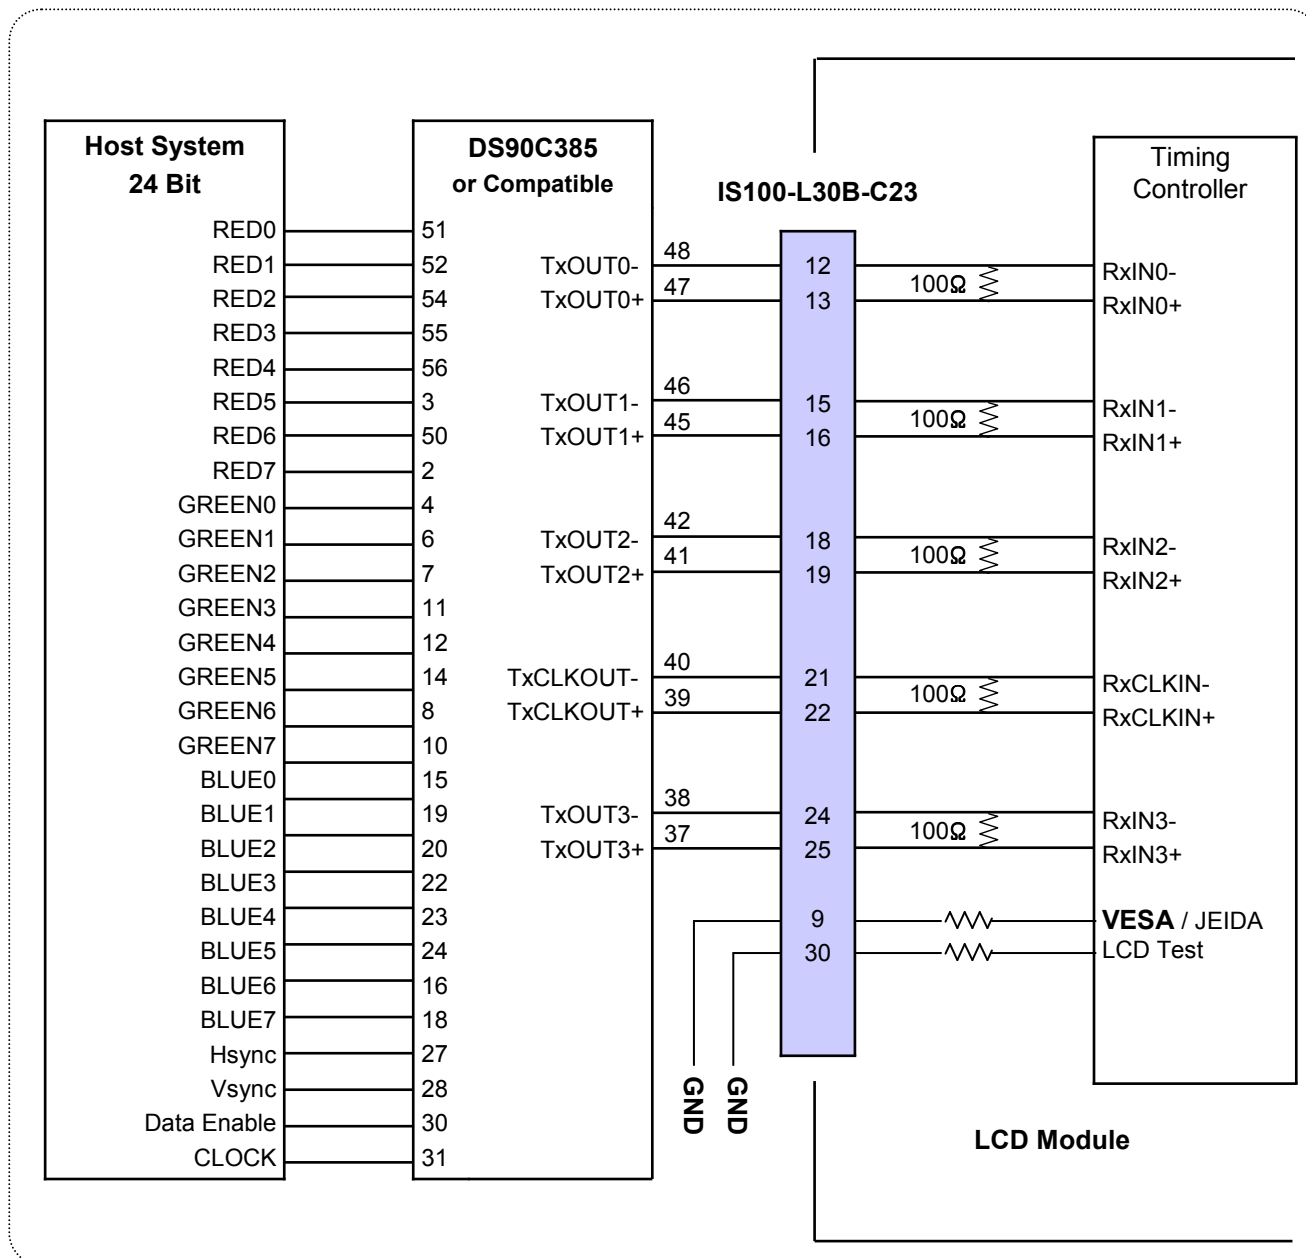 Host System
24 Bit
DS90C385
or Compatible
IS100-L30B-C23
Timing
Controller
RED0 51
RED1 52 TxOUT0- 48 12 RxIN0-
100Ω
RED2 54 TxOUT0+ 47 13 RxIN0+
RED3 55
RED4 56
RED5 3 TxOUT1- 46 15 RxIN1-
100Ω
RED6 50 TxOUT1+ 45 16 RxIN1+
RED7 2
GREEN0 4
GREEN1 6 TxOUT2- 42 18 RxIN2-
100Ω
GREEN2 7 TxOUT2+ 41 19 RxIN2+
GREEN3 11
GREEN4 12
GREEN5 14 TxCLKOUT- 40 21 RxCLKIN-
100Ω
GREEN6 8 TxCLKOUT+ 39 22 RxCLKIN+
GREEN7 10
BLUE0 15
BLUE1 19 TxOUT3- 38 24 RxIN3-
100Ω
BLUE2 20 TxOUT3+ 37 25 RxIN3+
BLUE3 22
BLUE4 23 9 VESA / JEIDA
BLUE5 24 30 LCD Test
BLUE6 16
BLUE7 18
Hsync 27
Vsync 28
Data Enable 30
CLOCK 31
GND
GND
LCD Module